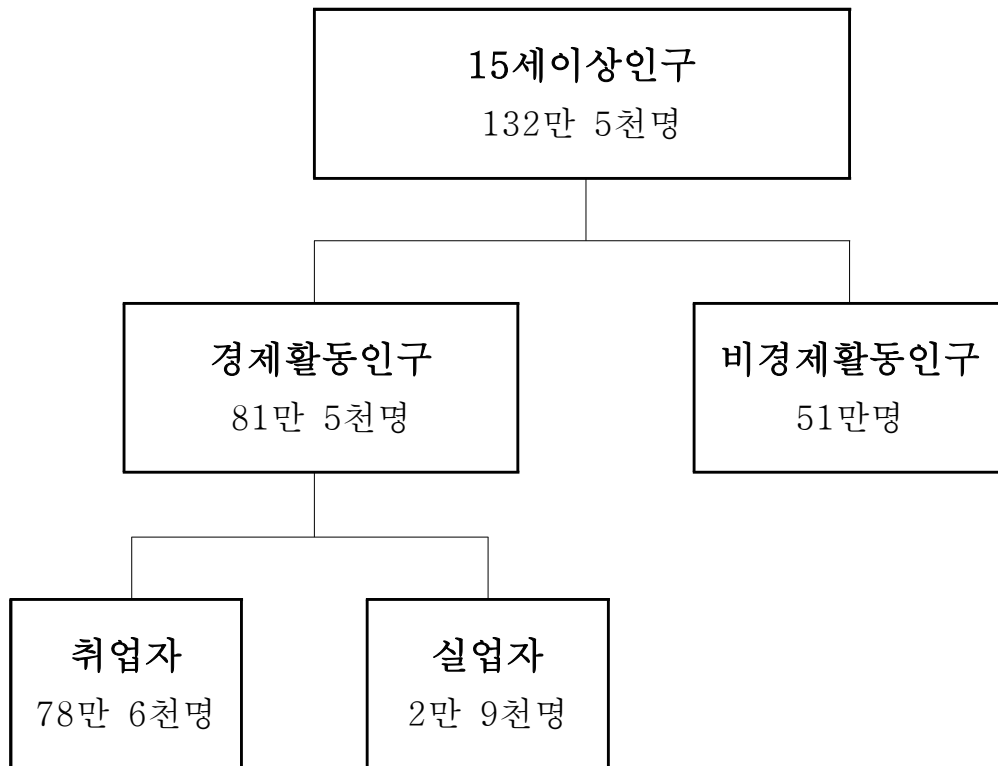 15세이상인구
132만 5천명
경제활동인구
81만 5천명
비경제활동인구
51만명
취업자
78만 6천명
실업자
2만 9천명